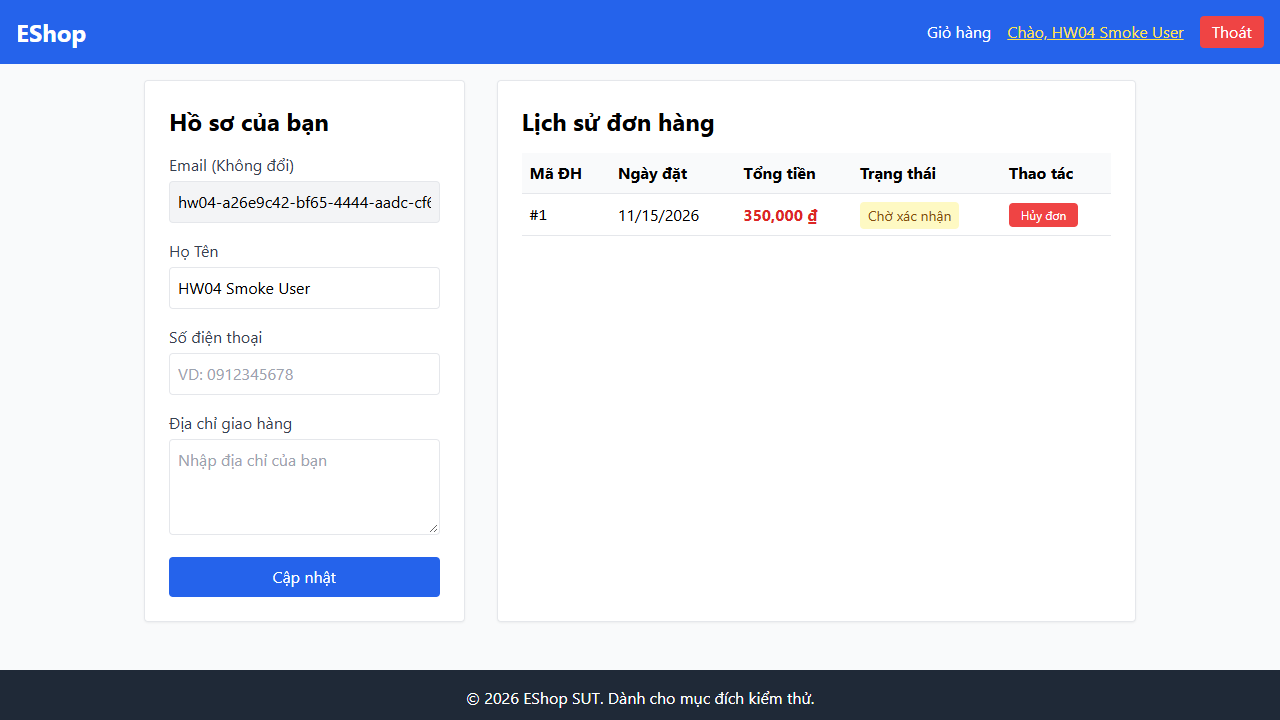 EShop
Giỏ hàng
Chào, HW04 Smoke User
Thoát
Hồ sơ của bạn
Email (Không đổi)
hw04-a26e9c42-bf65-4444-aadc-cf6
Họ Tên
HW04 Smoke User
Số điện thoại
VD: 0912345678
Địa chỉ giao hàng
Nhập địa chỉ của bạn
Cập nhật
Lịch sử đơn hàng
Mã ĐH Ngày đặt Tổng tiền Trạng thái Thao tác
#1 11/15/2026 350,000 ₫ Chờ xác nhận Hủy đơn
© 2026 EShop SUT. Dành cho mục đích kiểm thử.